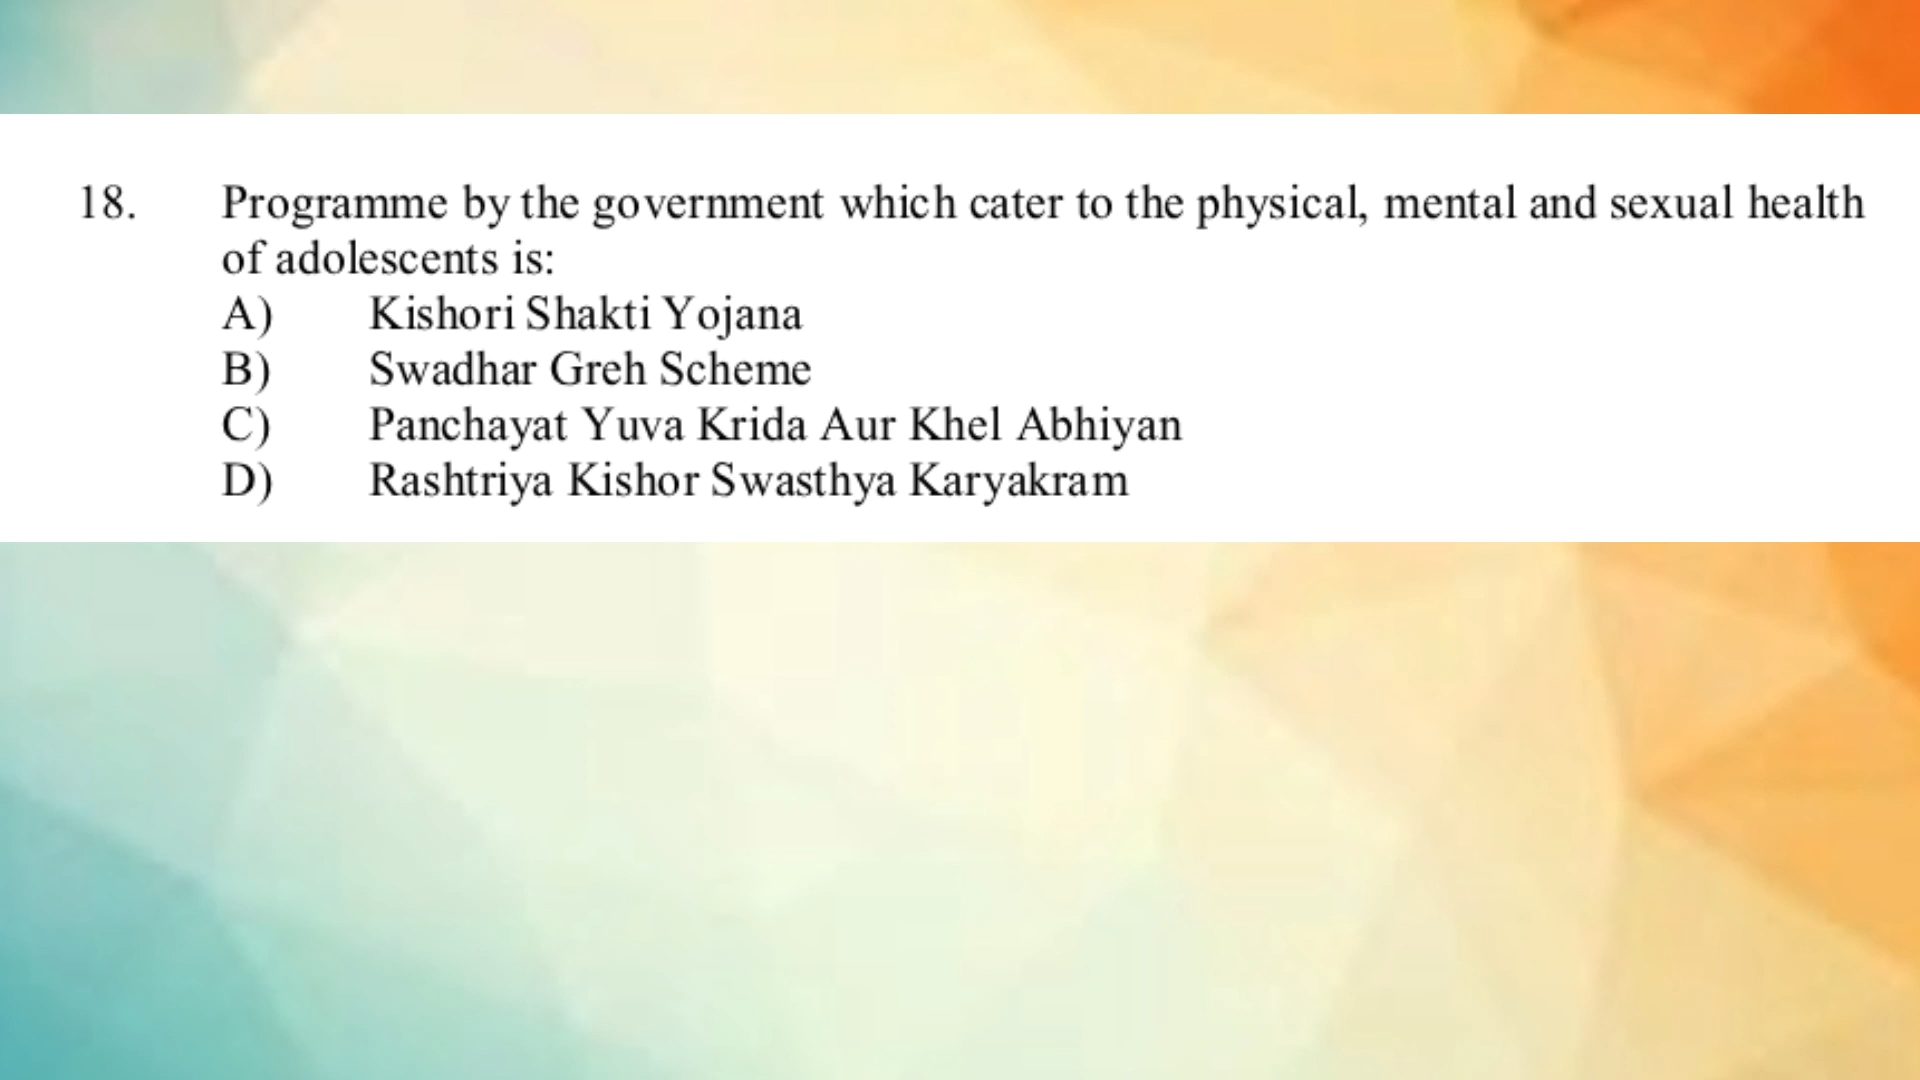 18. Programme by the government which cater to the physical, mental and sexual health
of adolescents is:
A) Kishori Shakti Yojana
B) Swadhar Greh Scheme
C) Panchayat Yuva Krida Aur Khel Abhiyan
D) Rashtriya Kishor Swasthya Karyakram